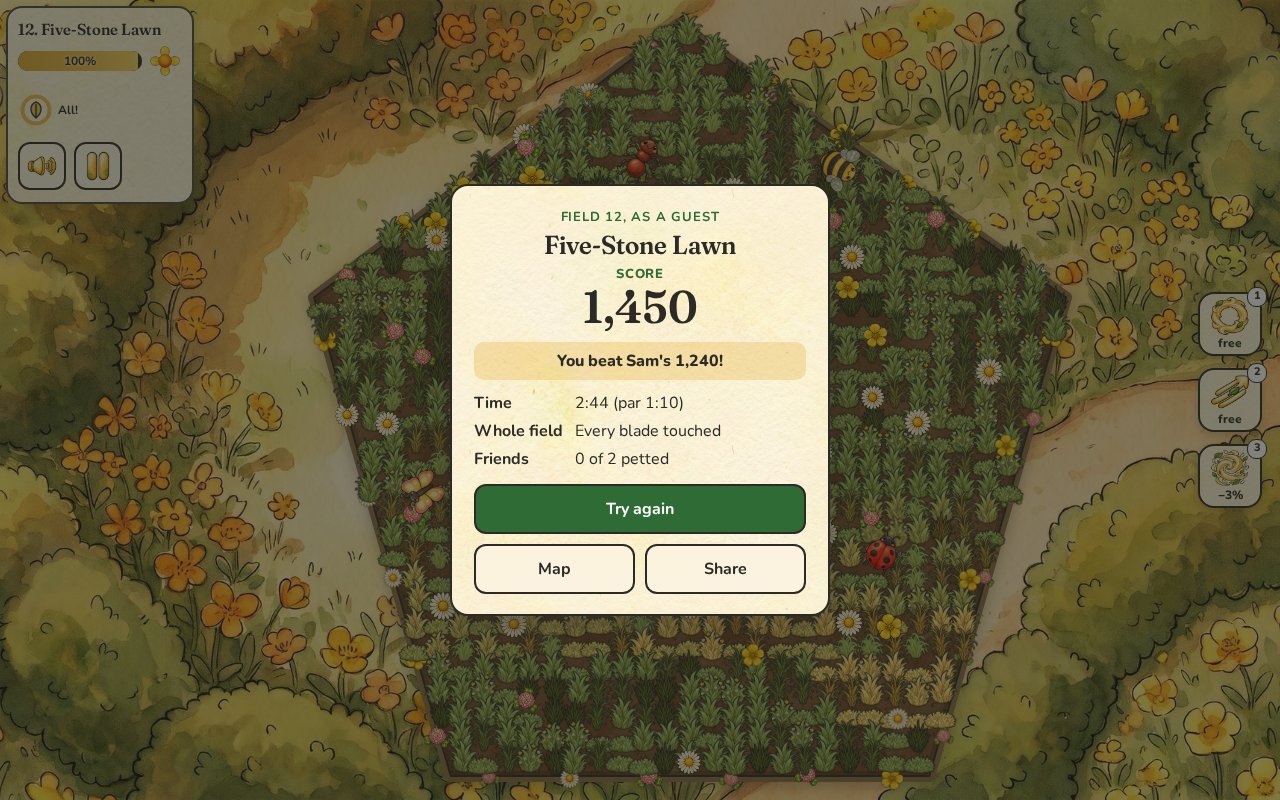 12. Five-Stone Lawn
100%
All!
FIELD 12, AS A GUEST
Five-Stone Lawn
SCORE
1,450
You beat Sam's 1,240!
Time 2:44 (par 1:10)
Whole field Every blade touched
Friends 0 of 2 petted
Try again
Map Share
1
free
2
free
3
−3%